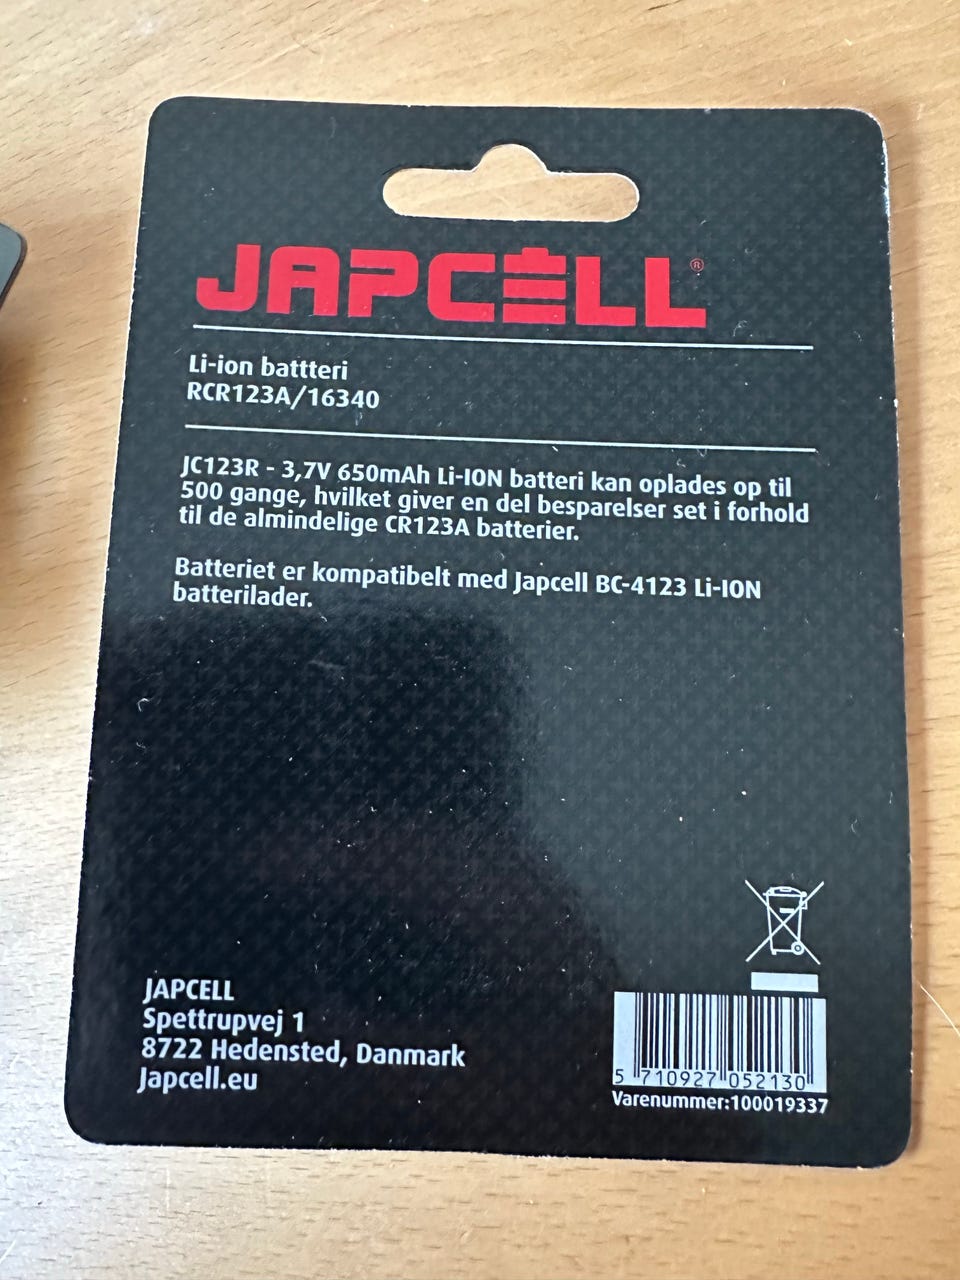 JAPCELL®
Li-ion battteri
RCR123A/16340
JC123R - 3,7V 650mAh Li-ION batteri kan oplades op til
500 gange, hvilket giver en del besparelser set i forhold
til de almindelige CR123A batterier.
Batteriet er kompatibelt med Japcell BC-4123 Li-ION
batterilader.
JAPCELL
Spettrupvej 1
8722 Hedensted, Danmark
Japcell.eu
5 710927 052130
Varenummer:100019337